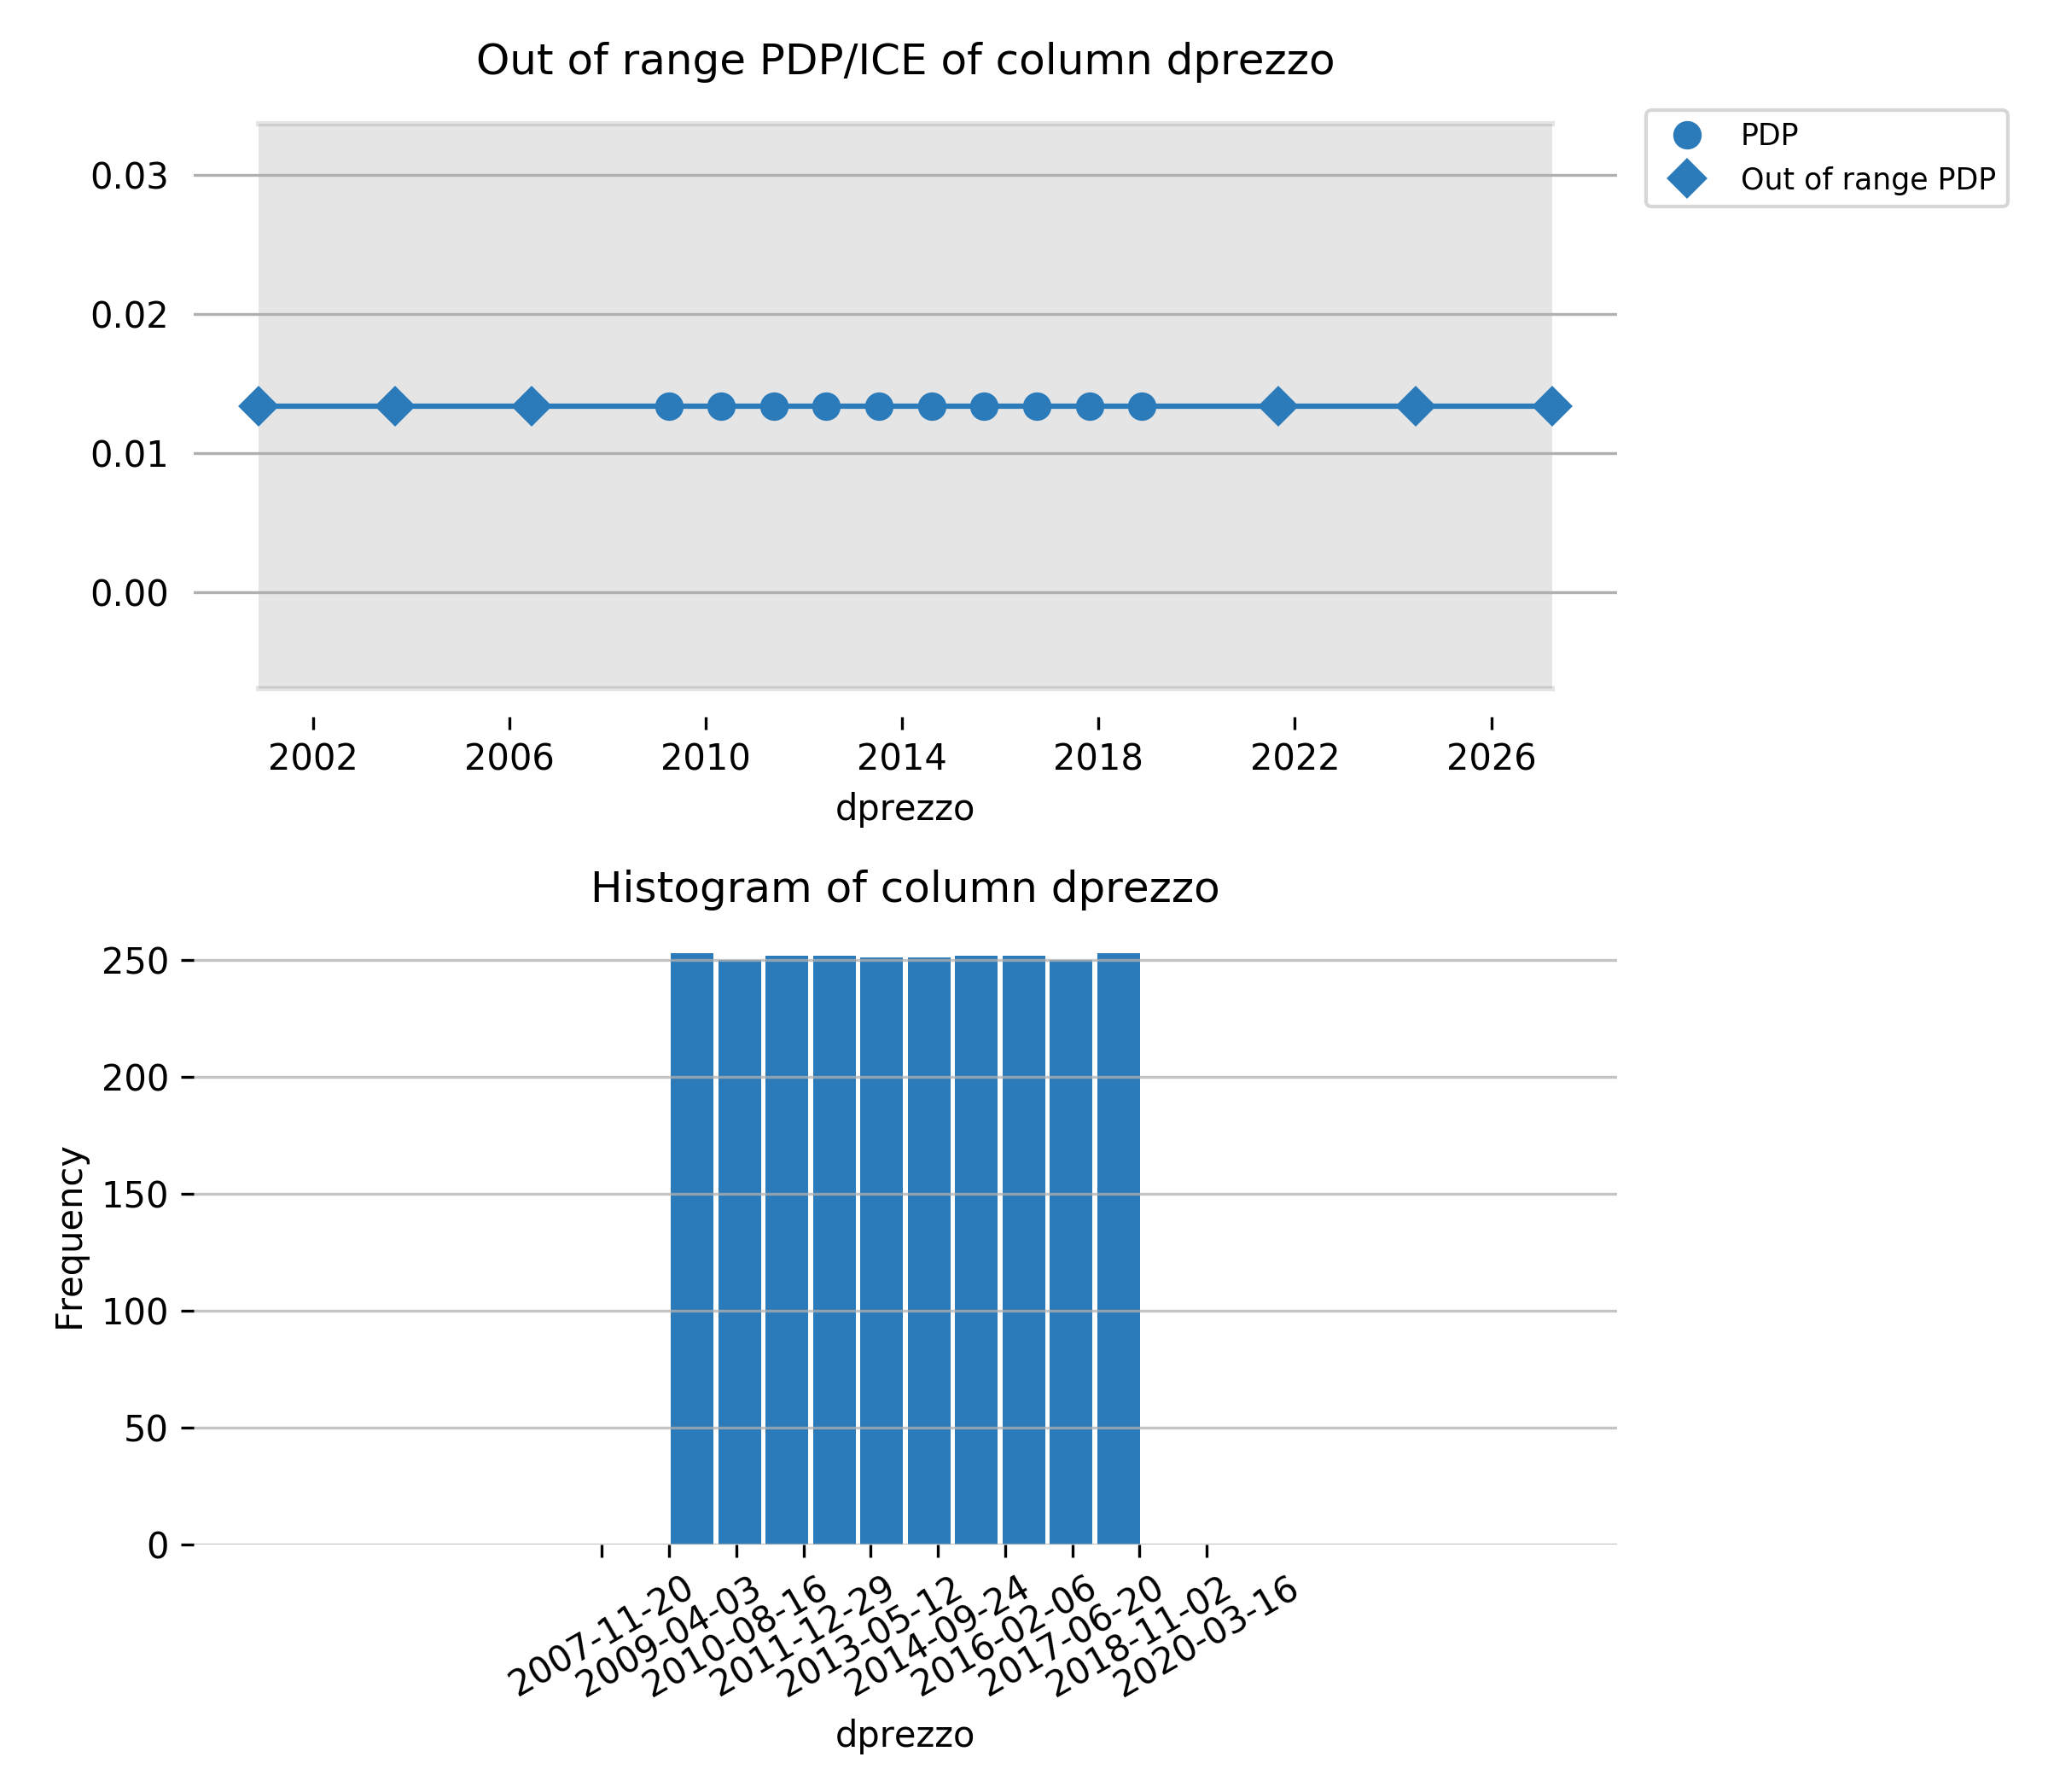 Out of range PDP/ICE of column dprezzo
PDP
Out of range PDP
0.03
0.02
0.01
0.00
2002 2006 2010 2014 2018 2022 2026
dprezzo
Histogram of column dprezzo
250
200
150
100
50
0
Frequency
2007-11-20
2009-04-03
2010-08-16
2011-12-29
2013-05-12
2014-09-24
2016-02-06
2017-06-20
2018-11-02
2020-03-16
dprezzo